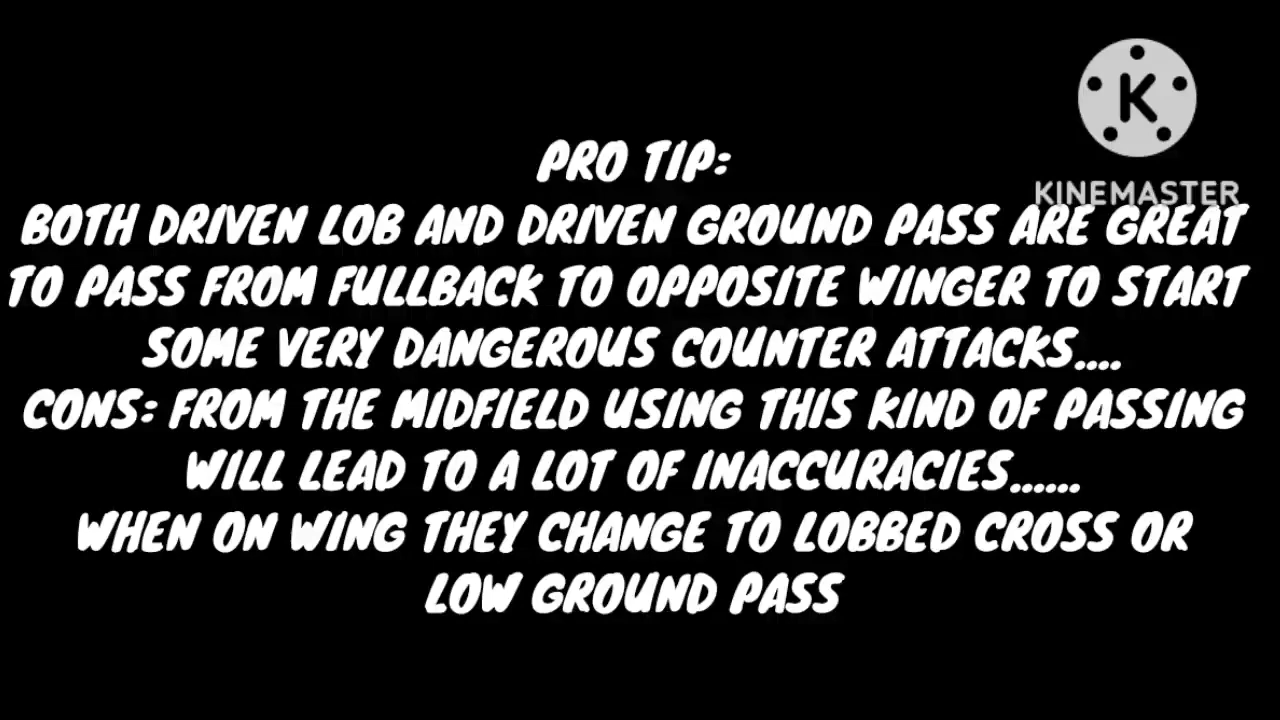 K
KINEMASTER
PRO TIP:
BOTH DRIVEN LOB AND DRIVEN GROUND PASS ARE GREAT
TO PASS FROM FULLBACK TO OPPOSITE WINGER TO START
SOME VERY DANGEROUS COUNTER ATTACKS....
CONS: FROM THE MIDFIELD USING THIS KIND OF PASSING
WILL LEAD TO A LOT OF INACCURACIES......
WHEN ON WING THEY CHANGE TO LOBBED CROSS OR
LOW GROUND PASS